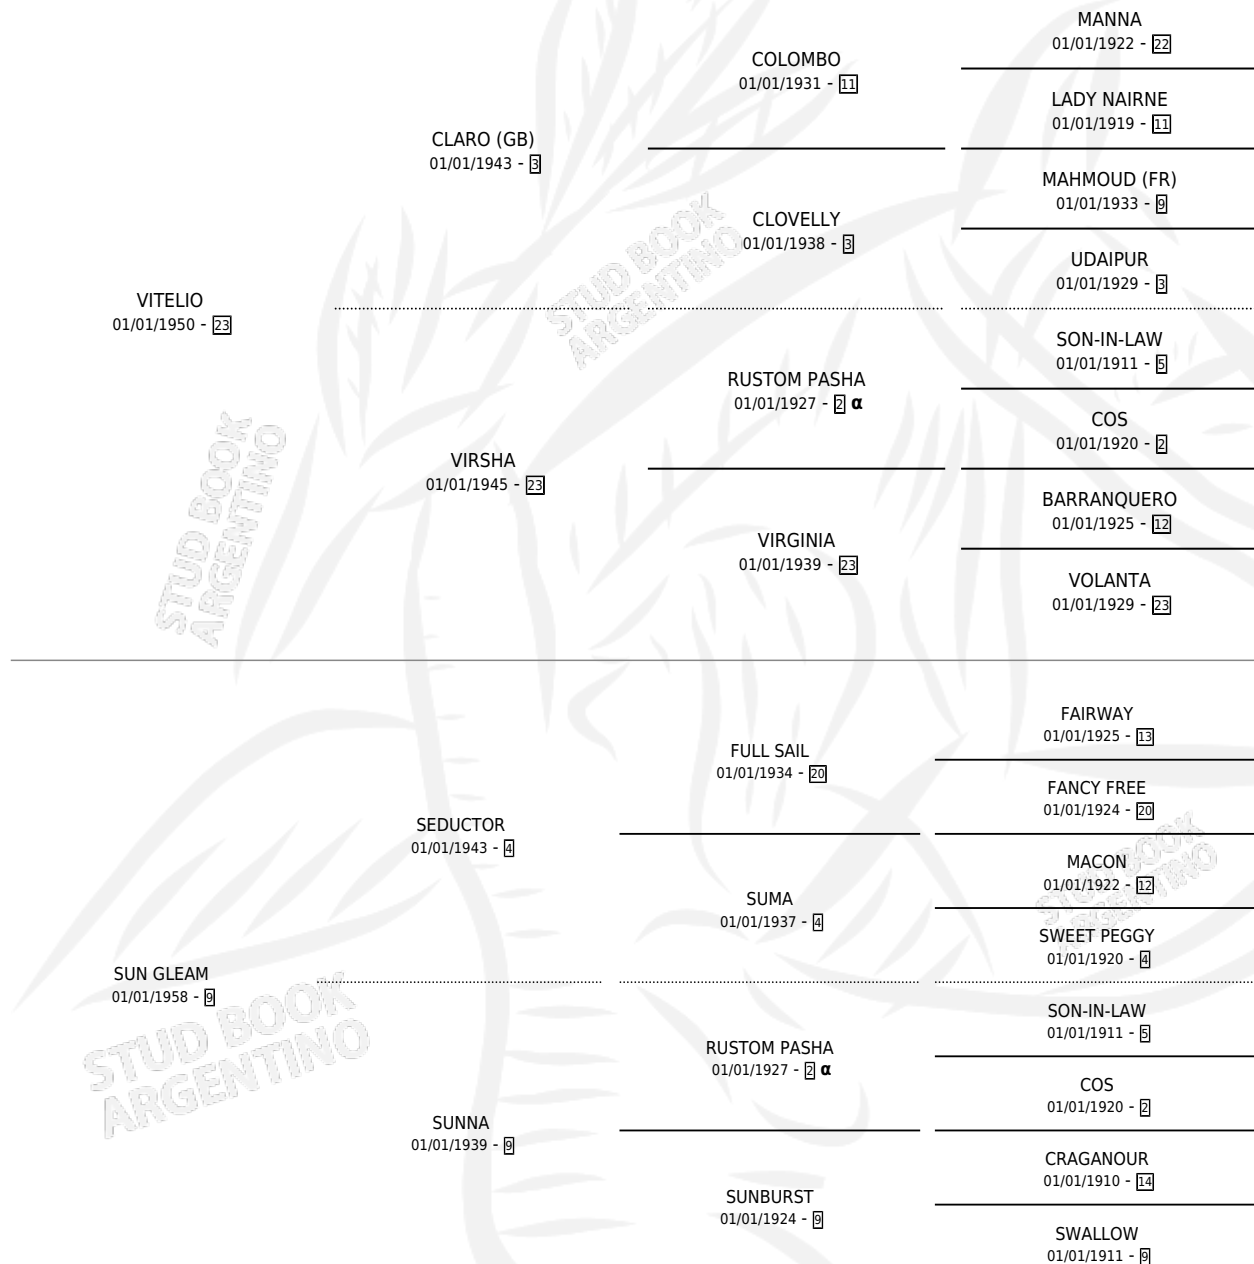 MANNA
01/01/1922 - 22
COLOMBO
01/01/1931 - 11
LADY NAIRNE
01/01/1919 - 11
CLARO (GB)
01/01/1943 - 3
MAHMOUD (FR)
01/01/1933 - 9
CLOVELLY
01/01/1938 - 3
UDAIPUR
01/01/1929 - 3
VITELIO
01/01/1950 - 23
SON-IN-LAW
01/01/1911 - 5
RUSTOM PASHA
01/01/1927 - 2 α
COS
01/01/1920 - 2
VIRSHA
01/01/1945 - 23
BARRANQUERO
01/01/1925 - 12
VIRGINIA
01/01/1939 - 23
VOLANTA
01/01/1929 - 23
FAIRWAY
01/01/1925 - 13
FULL SAIL
01/01/1934 - 20
FANCY FREE
01/01/1924 - 20
SEDUCTOR
01/01/1943 - 4
MACON
01/01/1922 - 12
SUMA
01/01/1937 - 4
SWEET PEGGY
01/01/1920 - 4
SUN GLEAM
01/01/1958 - 9
SON-IN-LAW
01/01/1911 - 5
RUSTOM PASHA
01/01/1927 - 2 α
COS
01/01/1920 - 2
SUNNA
01/01/1939 - 9
CRAGANOUR
01/01/1910 - 14
SUNBURST
01/01/1924 - 9
SWALLOW
01/01/1911 - 9
STUD BOOK
ARGENTINO
STUD BOOK
ARGENTINO
STUD BOOK
ARGENTINO
STUD BOOK
ARGENTINO